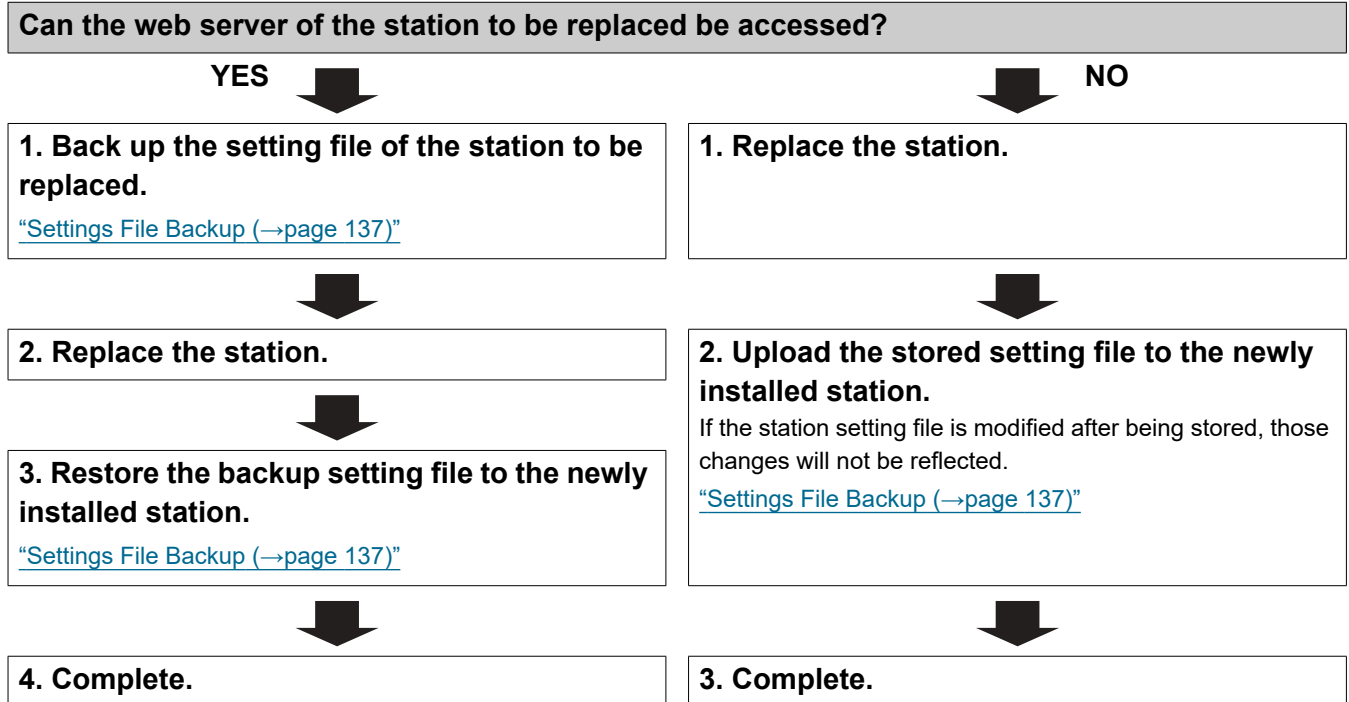 Can the web server of the station to be replaced be accessed?
YES
NO
1. Back up the setting file of the station to be
replaced.
“Settings File Backup (→page 137)”
2. Replace the station.
3. Restore the backup setting file to the newly
installed station.
“Settings File Backup (→page 137)”
4. Complete.
1. Replace the station.
2. Upload the stored setting file to the newly
installed station.
If the station setting file is modified after being stored, those
changes will not be reflected.
“Settings File Backup (→page 137)”
3. Complete.